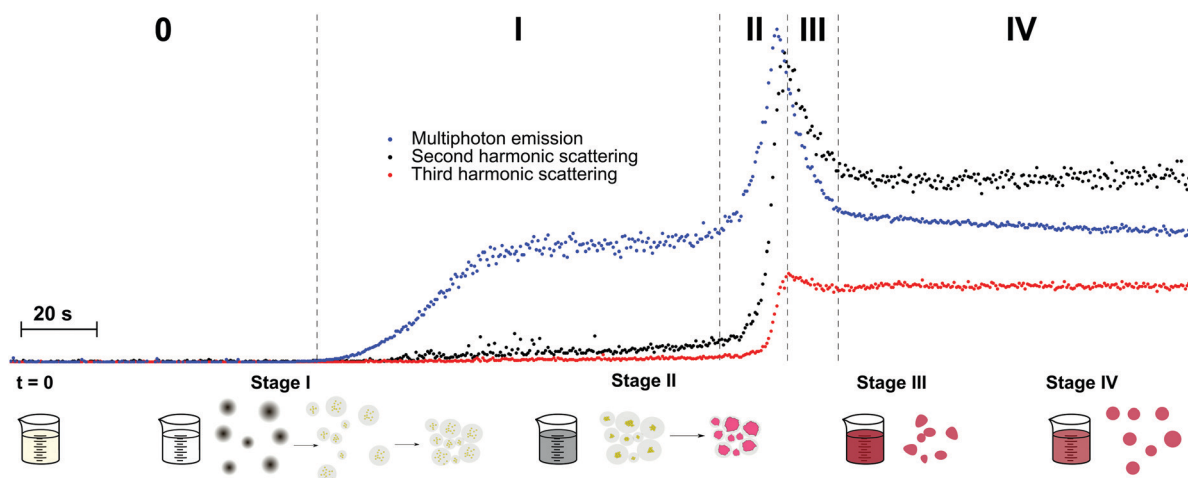 0 I II III IV
Multiphoton emission
Second harmonic scattering
Third harmonic scattering
20 s
t = 0 Stage I Stage II Stage III Stage IV